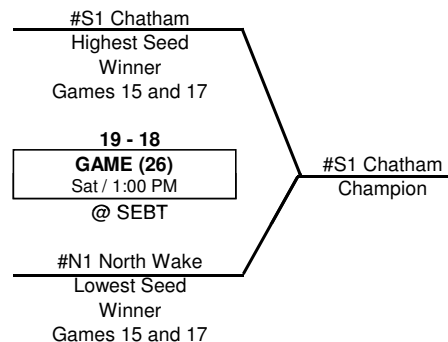 #S1 Chatham
Highest Seed
Winner
Games 15 and 17
19 - 18
GAME (26)
Sat / 1:00 PM
@ SEBT
#S1 Chatham
Champion
#N1 North Wake
Lowest Seed
Winner
Games 15 and 17